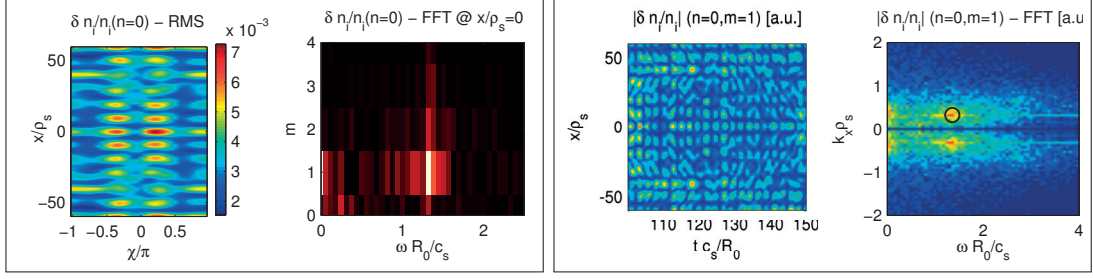 δ n_i/n_i(n=0) – RMS
x 10^−3
x/ρ_s
50
0
−50
−1 −0.5 0 0.5
χ/π
7
6
5
4
3
2
δ n_i/n_i(n=0) – FFT @ x/ρ_s=0
m
4
3
2
1
0
0 1 2
ω R_0/c_s
|δ n_i/n_i| (n=0,m=1) [a.u.]
x/ρ_s
50
0
-50
110 120 130 140 150
t c_s/R_0
|δ n_i/n_i| (n=0,m=1) – FFT [a.u
k_xρ_s
2
1
0
−1
−2
0 2 4
ω R_0/c_s